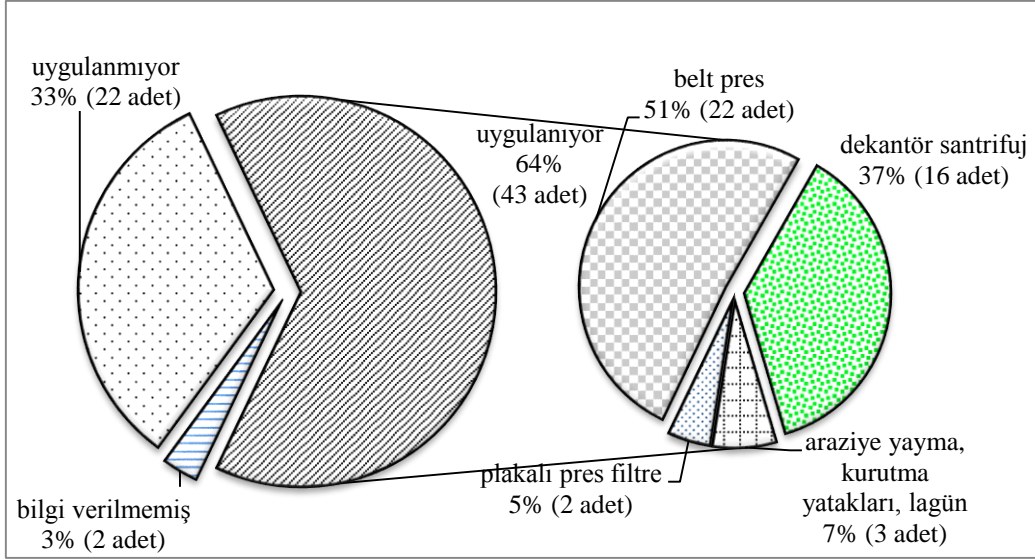 uygulanmıyor
33% (22 adet)
uygulanıyor
64%
(43 adet)
bilgi verilmemiş
3% (2 adet)
belt pres
51% (22 adet)
dekantör santrifuj
37% (16 adet)
plakalı pres filtre
5% (2 adet)
araziye yayma,
kurutma
yatakları, lagün
7% (3 adet)